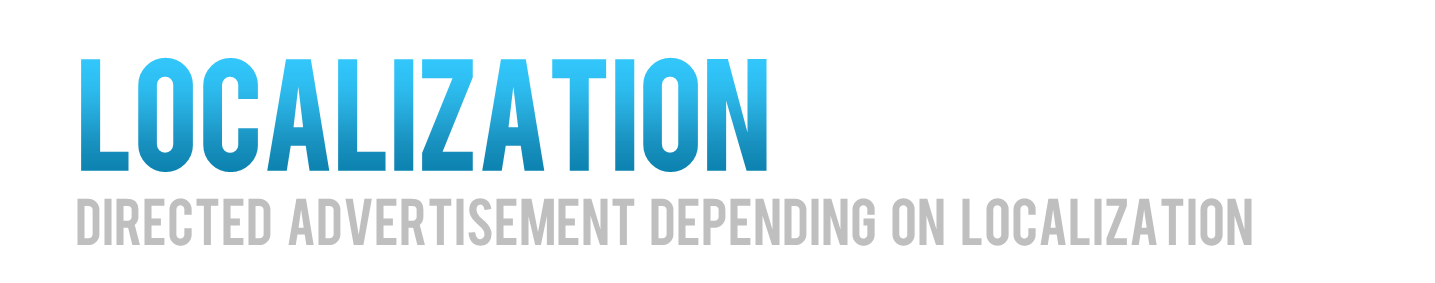 LOCALIZATION
DIRECTED ADVERTISEMENT DEPENDING ON LOCALIZATION